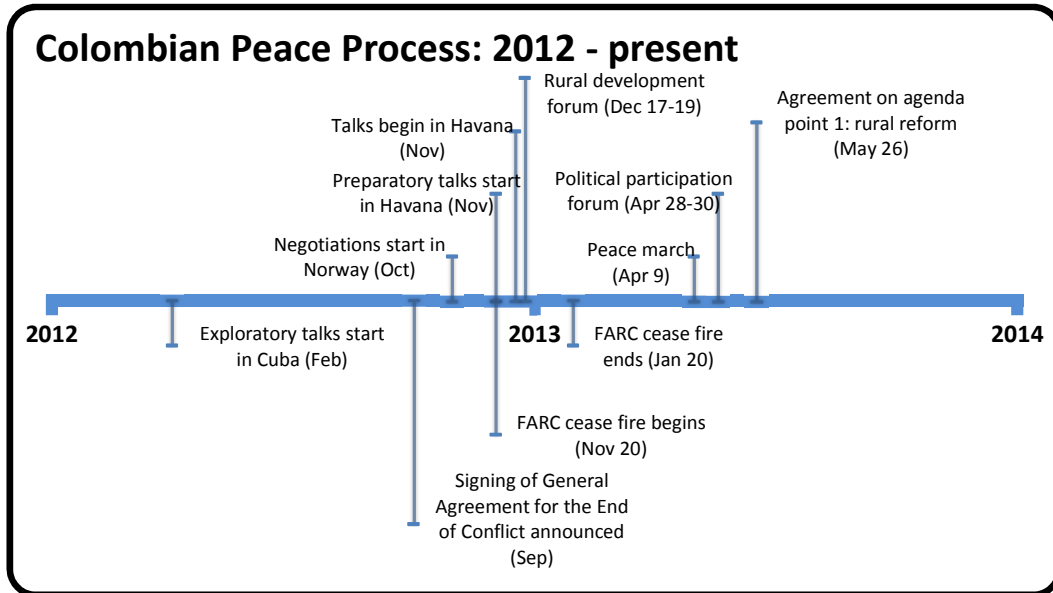 Colombian Peace Process: 2012 - present
Rural development
forum (Dec 17-19)
Agreement on agenda
point 1: rural reform
(May 26)
Talks begin in Havana
(Nov)
Preparatory talks start
in Havana (Nov)
Political participation
forum (Apr 28-30)
Negotiations start in
Norway (Oct)
Peace march
(Apr 9)
2012
2013
2014
Exploratory talks start
in Cuba (Feb)
FARC cease fire
ends (Jan 20)
FARC cease fire begins
(Nov 20)
Signing of General
Agreement for the End
of Conflict announced
(Sep)